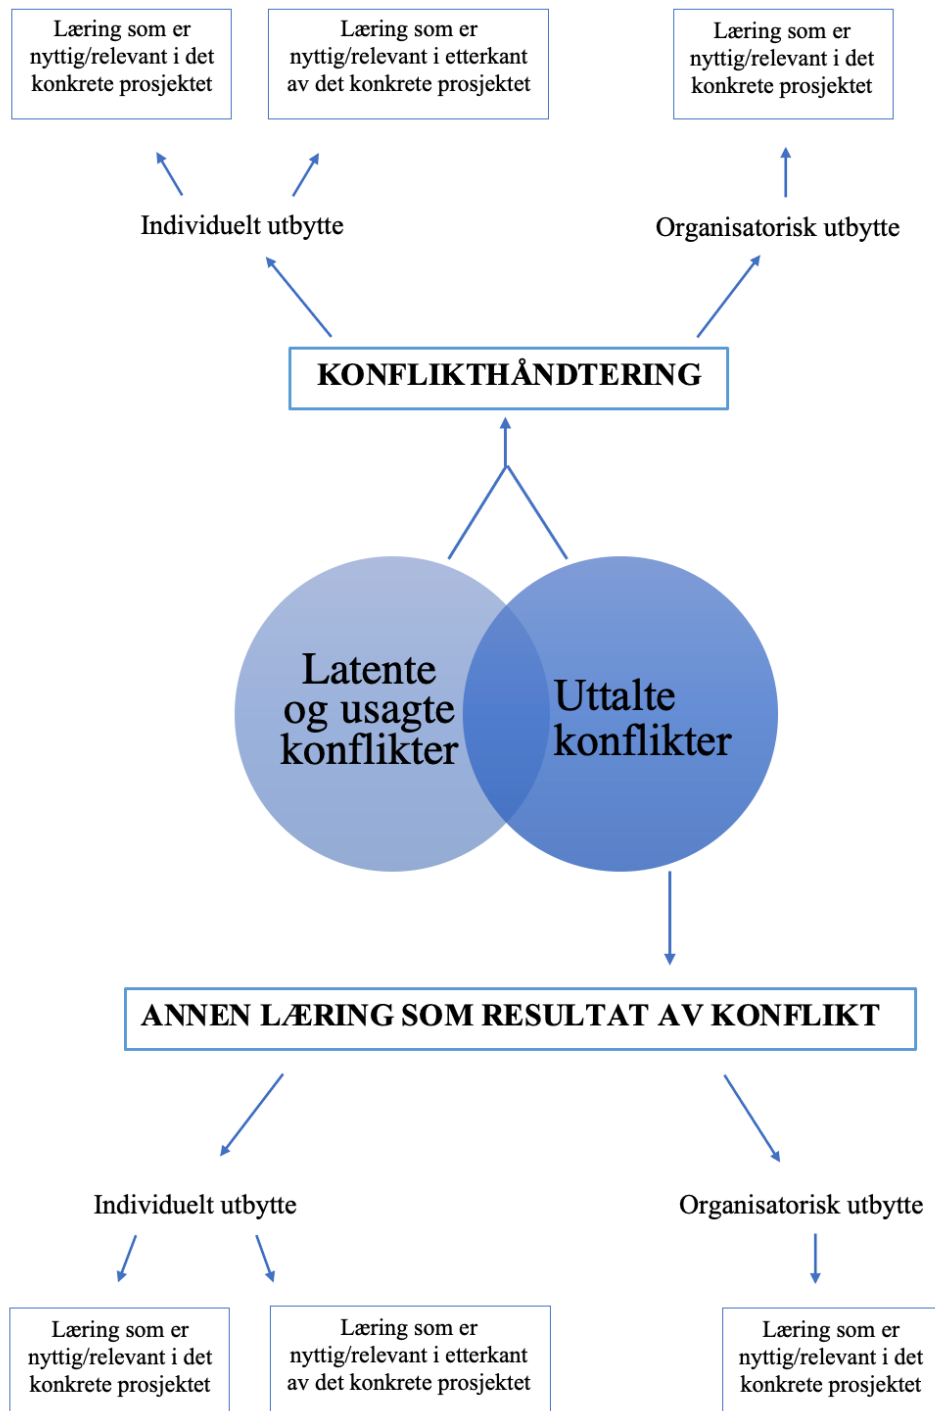 Læring som er
nyttig/relevant i det
konkrete prosjektet
Læring som er
nyttig/relevant i etterkant
av det konkrete prosjektet
Læring som er
nyttig/relevant i det
konkrete prosjektet
Individuelt utbytte
Organisatorisk utbytte
KONFLIKTHÅNDTERING
Latente
og usagte
konflikter
Uttalte
konflikter
ANNEN LÆRING SOM RESULTAT AV KONFLIKT
Individuelt utbytte
Organisatorisk utbytte
Læring som er
nyttig/relevant i det
konkrete prosjektet
Læring som er
nyttig/relevant i etterkant
av det konkrete prosjektet
Læring som er
nyttig/relevant i det
konkrete prosjektet